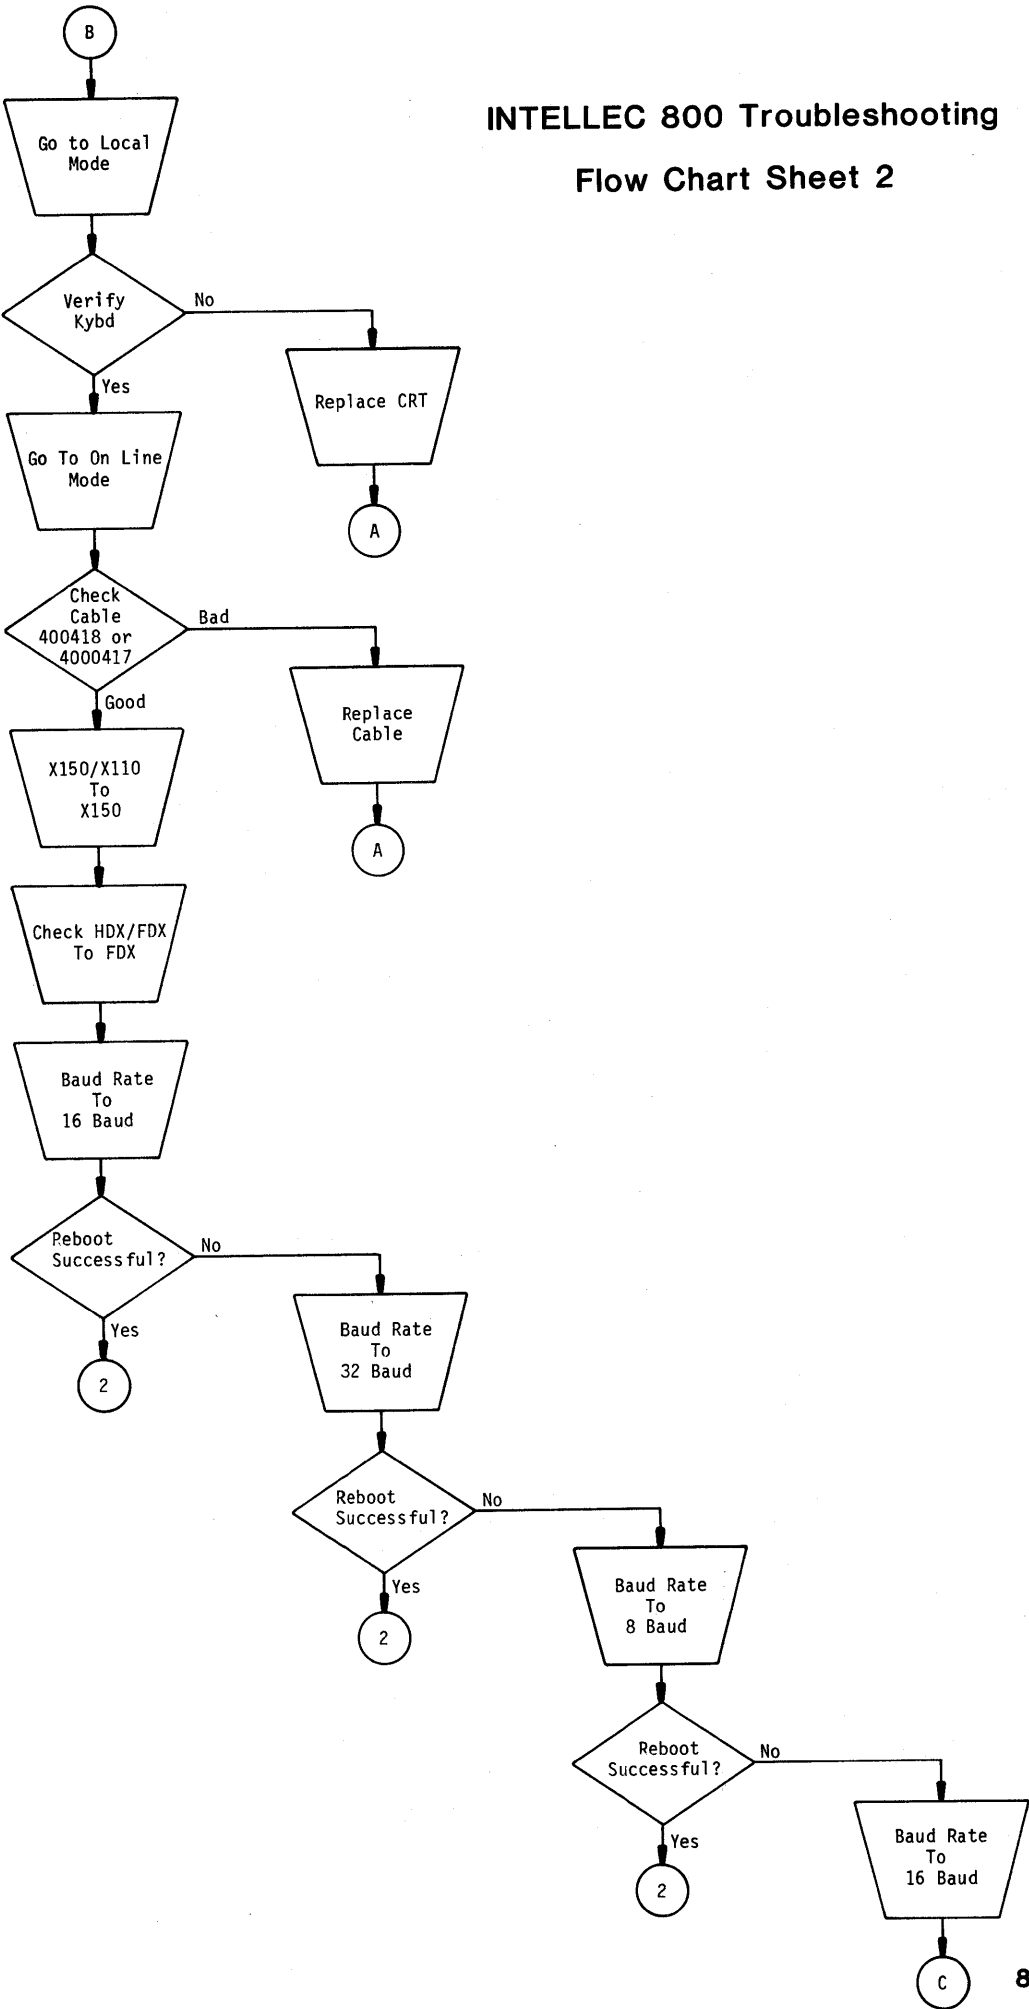 B
INTELLEC 800 Troubleshooting
Flow Chart Sheet 2
Go to Local
Mode
Verify
Kybd
No
Yes
Replace CRT
A
Go To On Line
Mode
Check
Cable
400418 or
4000417
Bad
Good
Replace
Cable
A
X150/X110
To
X150
Check HDX/FDX
To FDX
Baud Rate
To
16 Baud
Reboot
Successful?
No
Yes
2
Baud Rate
To
32 Baud
Reboot
Successful?
No
Yes
2
Baud Rate
To
8 Baud
Reboot
Successful?
No
Yes
2
Baud Rate
To
16 Baud
C
8